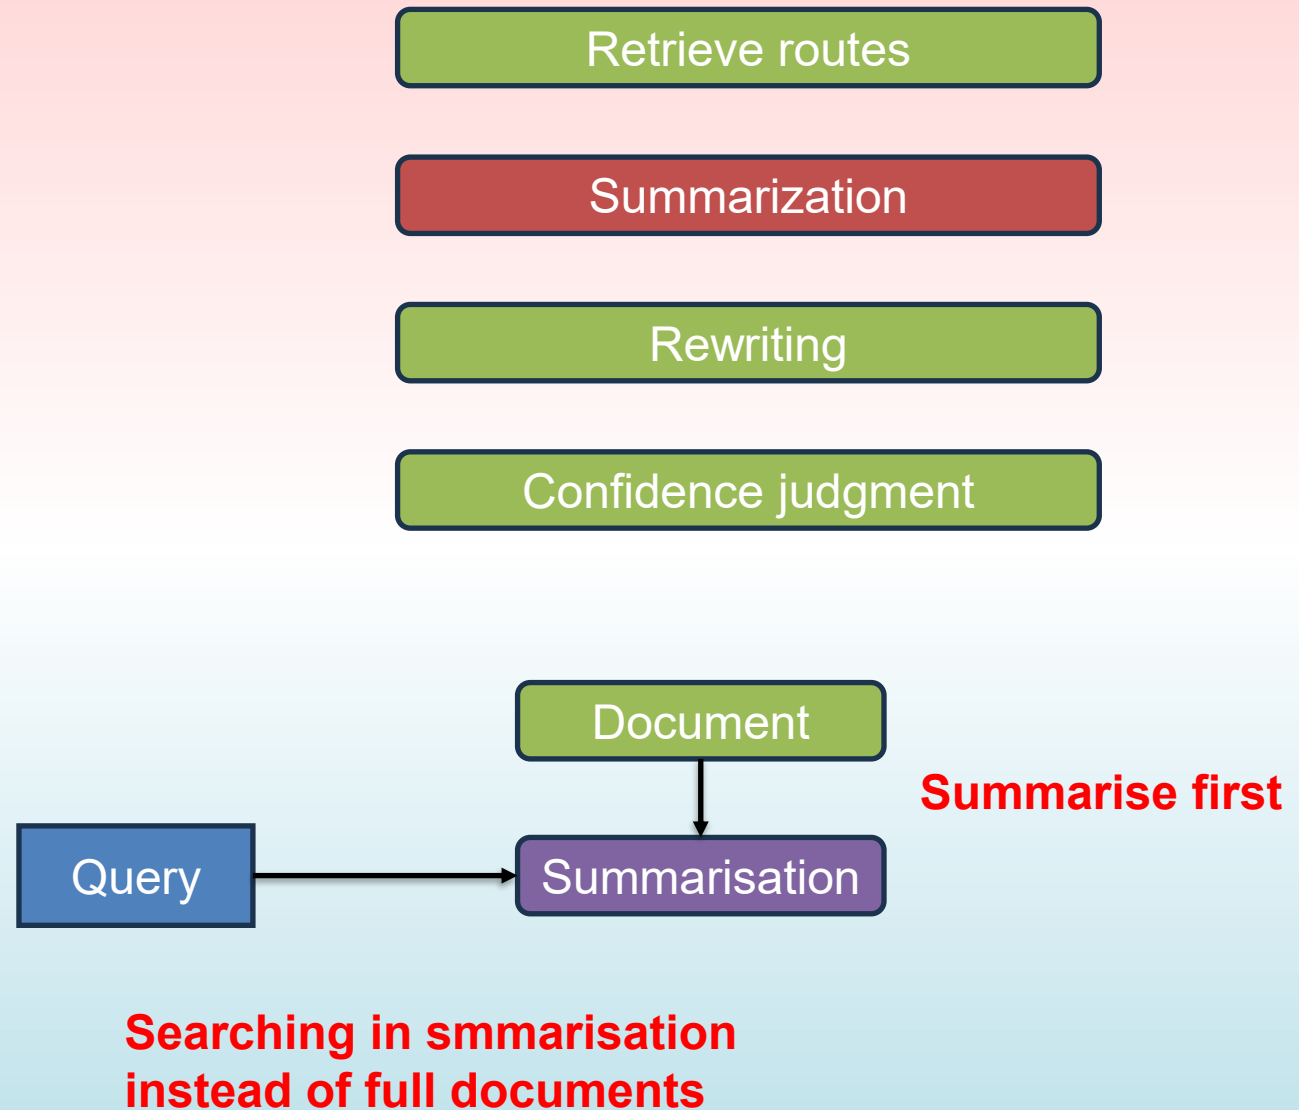 Retrieve routes
Summarization
Rewriting
Confidence judgment
Document
Summarise first
Query
Summarisation
Searching in smmarisation
instead of full documents